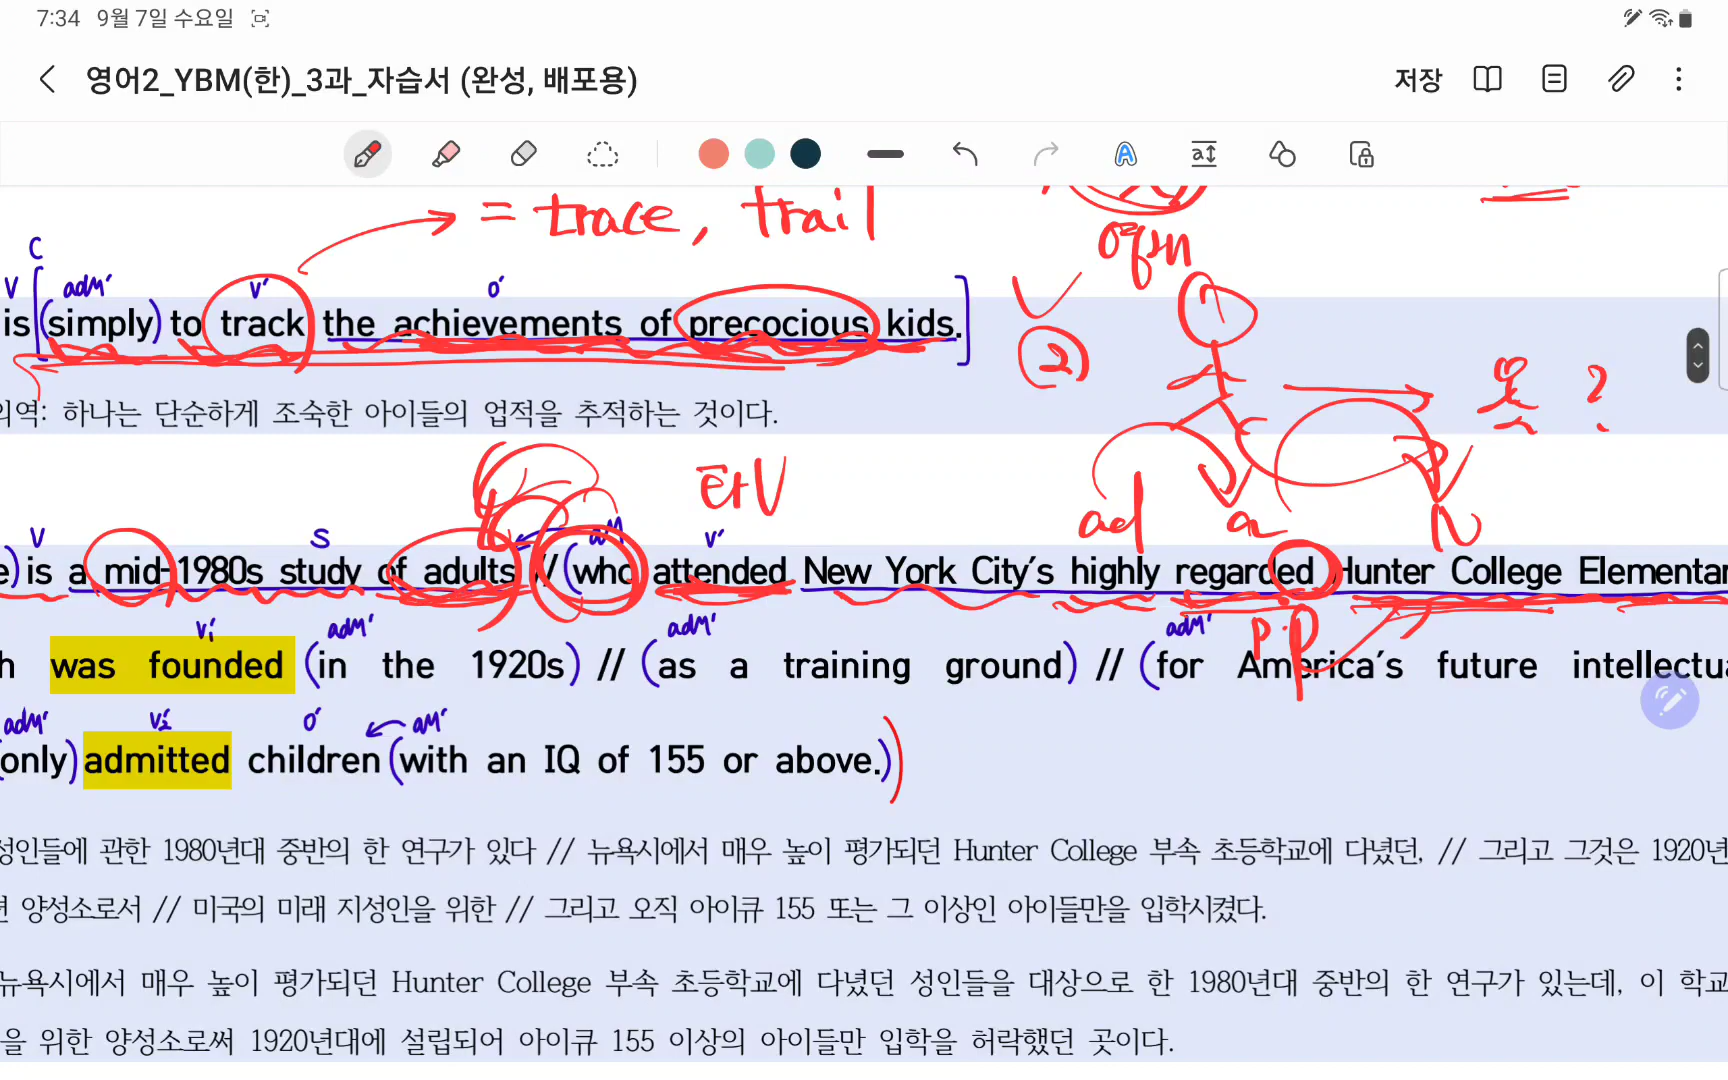 7:34 9월 7일 수요일
영어2_YBM(한)_3과_자습서 (완성, 배포용)
저장
= trace, trail
C
V adM' V' O'
is (simply) to track the achievements of precocious kids.]
②
의역: 하나는 단순하게 조숙한 아이들의 업적을 추적하는 것이다.
?
타V
ad a N
V S aM V'
e) is a mid-1980s study of adults // (who attended New York City's highly regarded Hunter College Elementar
p.p
V₁' adM' adM' adM'
h was founded (in the 1920s) // (as a training ground) // (for America's future intellectua
adM' V₂' O' aM'
(only) admitted children (with an IQ of 155 or above.))
성인들에 관한 1980년대 중반의 한 연구가 있다 // 뉴욕시에서 매우 높이 평가되던 Hunter College 부속 초등학교에 다녔던, // 그리고 그것은 1920년
년 양성소로서 // 미국의 미래 지성인을 위한 // 그리고 오직 아이큐 155 또는 그 이상인 아이들만을 입학시켰다.
뉴욕시에서 매우 높이 평가되던 Hunter College 부속 초등학교에 다녔던 성인들을 대상으로 한 1980년대 중반의 한 연구가 있는데, 이 학교
을 위한 양성소로써 1920년대에 설립되어 아이큐 155 이상의 아이들만 입학을 허락했던 곳이다.